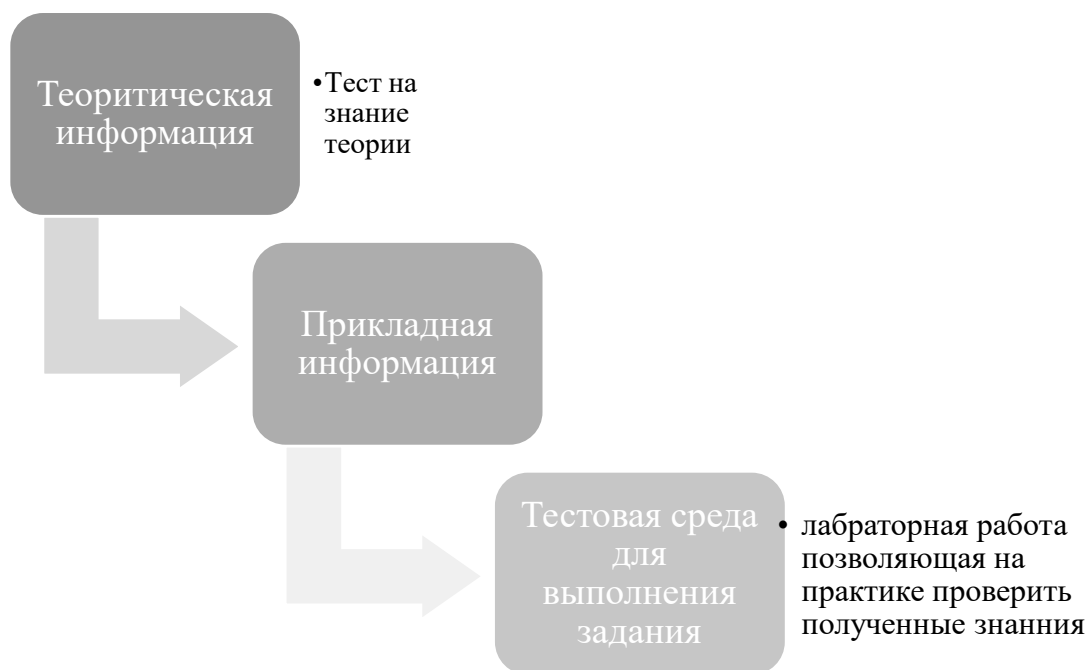 Теоритическая
информация
•Тест на
знание
теории
Прикладная
информация
Тестовая среда
для
выполнения
задания
• лабраторная работа
позволяющая на
практике проверить
полученные знанния